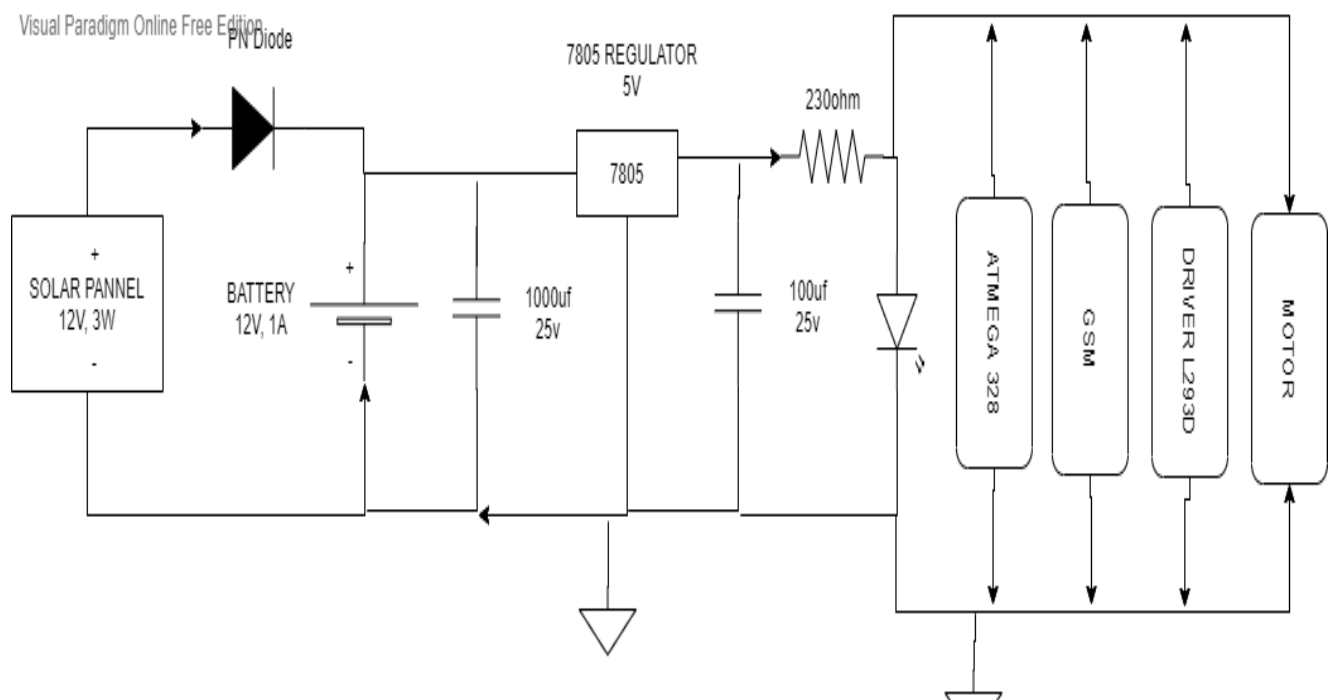 Visual Paradigm Online Free Edition
PN Diode
7805 REGULATOR
5V
230ohm
7805
+
SOLAR PANNEL
12V, 3W
-
+
BATTERY
12V, 1A
-
1000uf
25v
100uf
25v
ATMEGA 328
GSM
DRIVER L293D
MOTOR